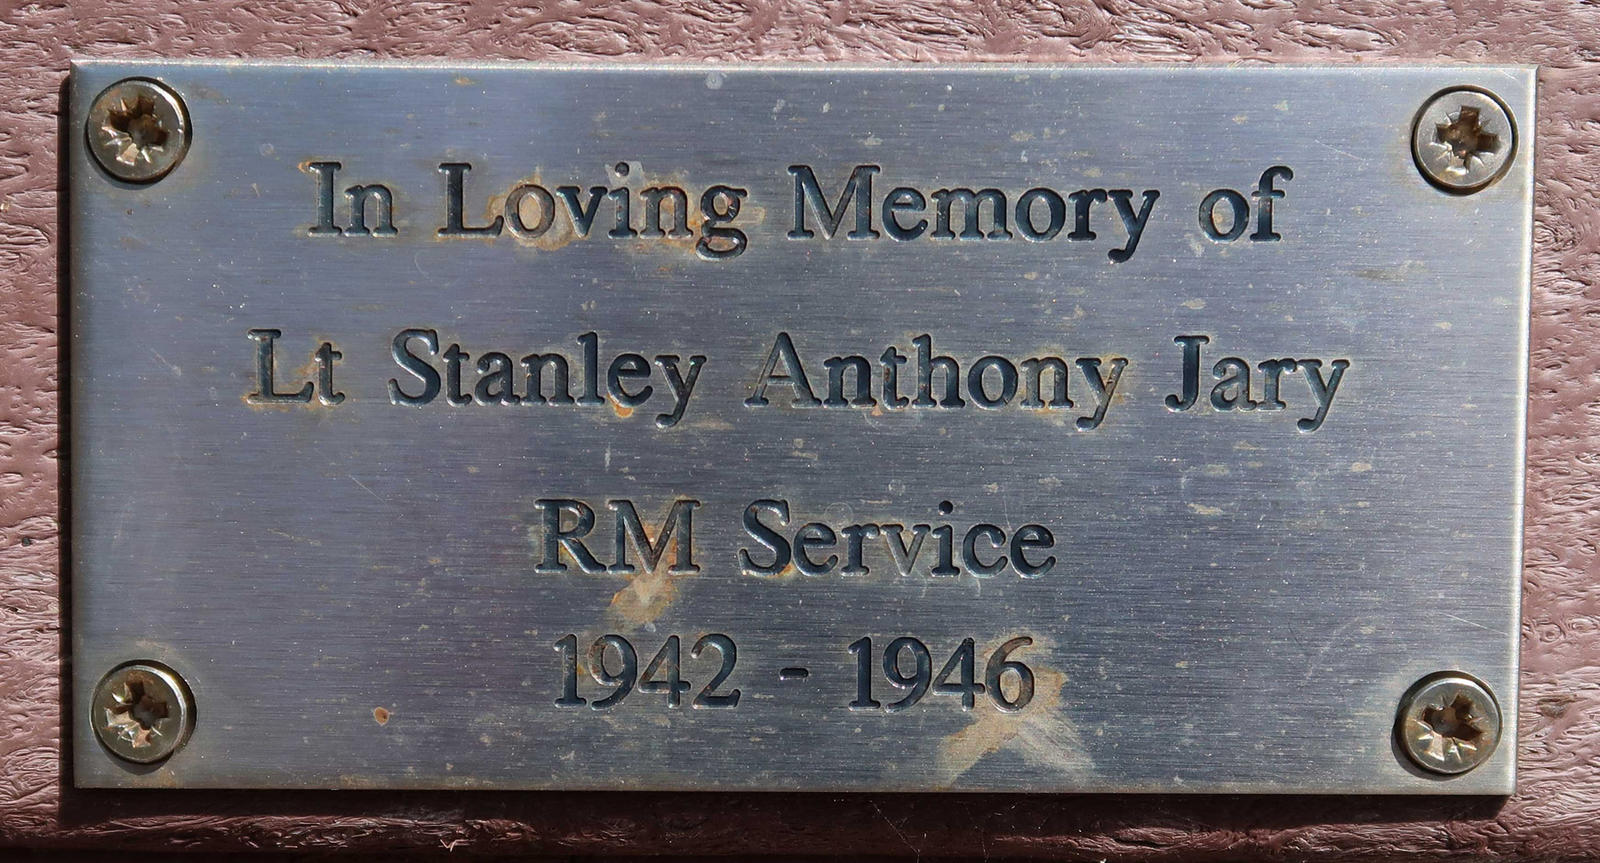 In Loving Memory of
Lt Stanley Anthony Jary
RM Service
1942 - 1946